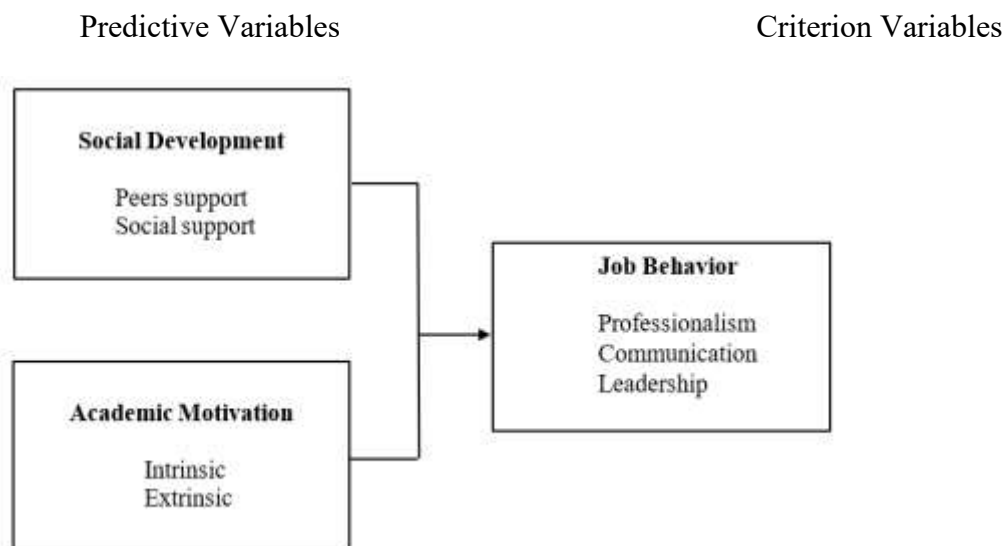 Predictive Variables
Criterion Variables
Social Development
Peers support
Social support
Academic Motivation
Intrinsic
Extrinsic
Job Behavior
Professionalism
Communication
Leadership